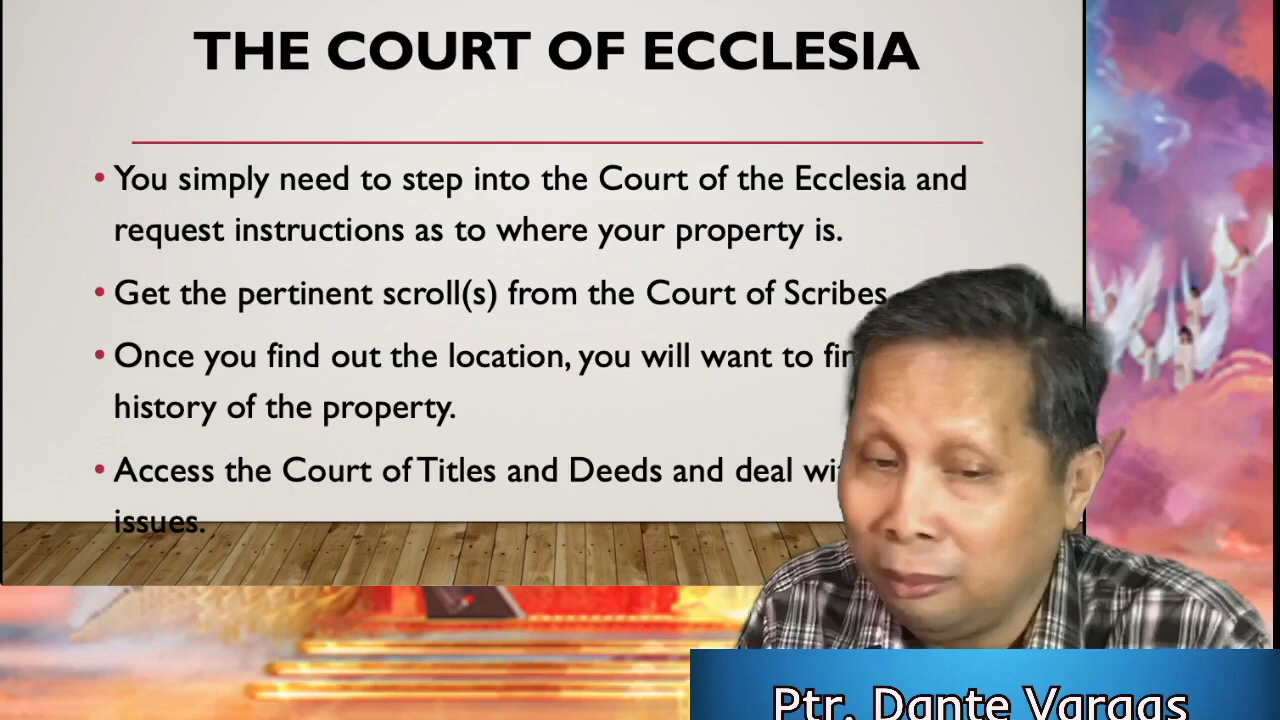 THE COURT OF ECCLESIA
• You simply need to step into the Court of the Ecclesia and
request instructions as to where your property is.
• Get the pertinent scroll(s) from the Court of Scribes
• Once you find out the location, you will want to
history of the property.
• Access the Court of Titles and Deeds and deal
issues.
Ptr. Dante Vargas